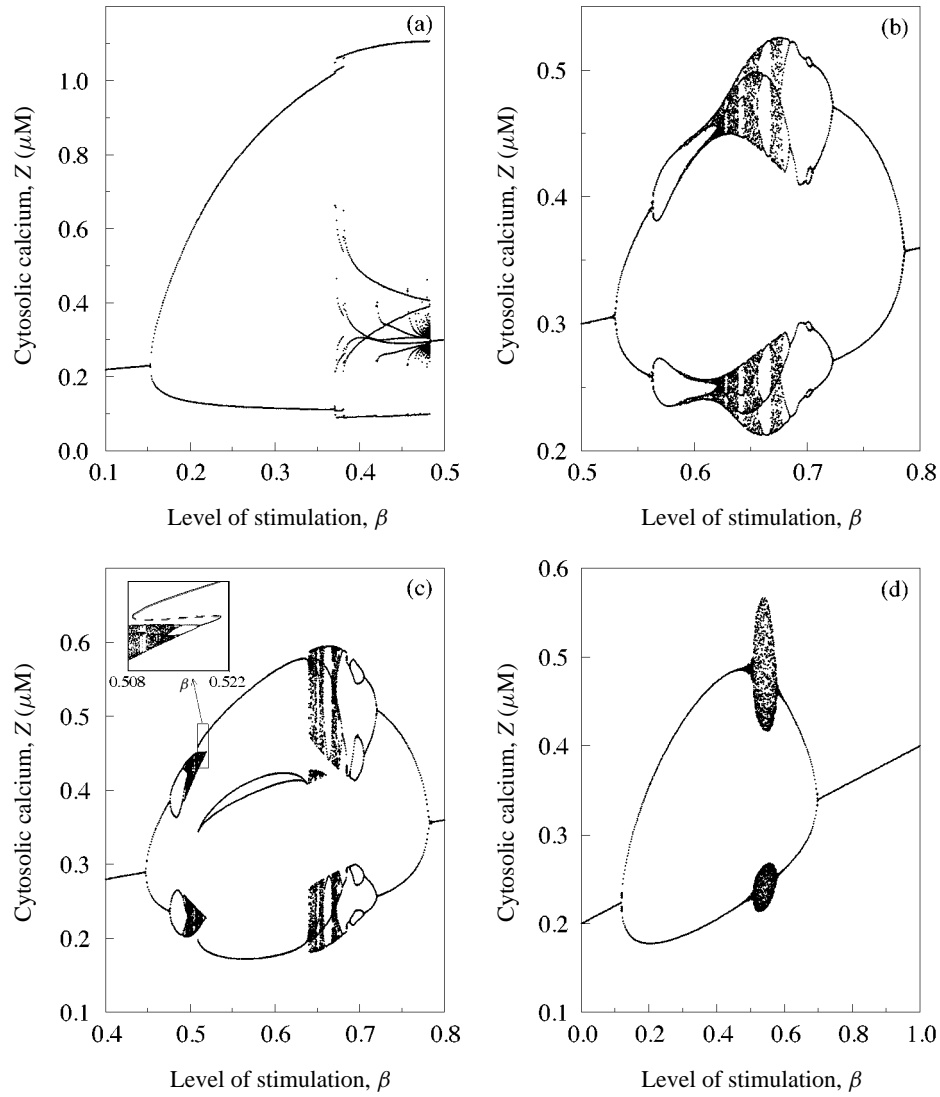 (a)
1.0
0.8
0.6
0.4
0.2
0.0
0.1 0.2 0.3 0.4 0.5
Cytosolic calcium, Z (μM)
Level of stimulation, β
(b)
0.5
0.4
0.3
0.2
0.5 0.6 0.7 0.8
Cytosolic calcium, Z (μM)
Level of stimulation, β
(c)
0.508 0.522
β
0.6
0.5
0.4
0.3
0.2
0.1
0.4 0.5 0.6 0.7 0.8
Cytosolic calcium, Z (μM)
Level of stimulation, β
(d)
0.6
0.5
0.4
0.3
0.2
0.1
0.0 0.2 0.4 0.6 0.8 1.0
Cytosolic calcium, Z (μM)
Level of stimulation, β